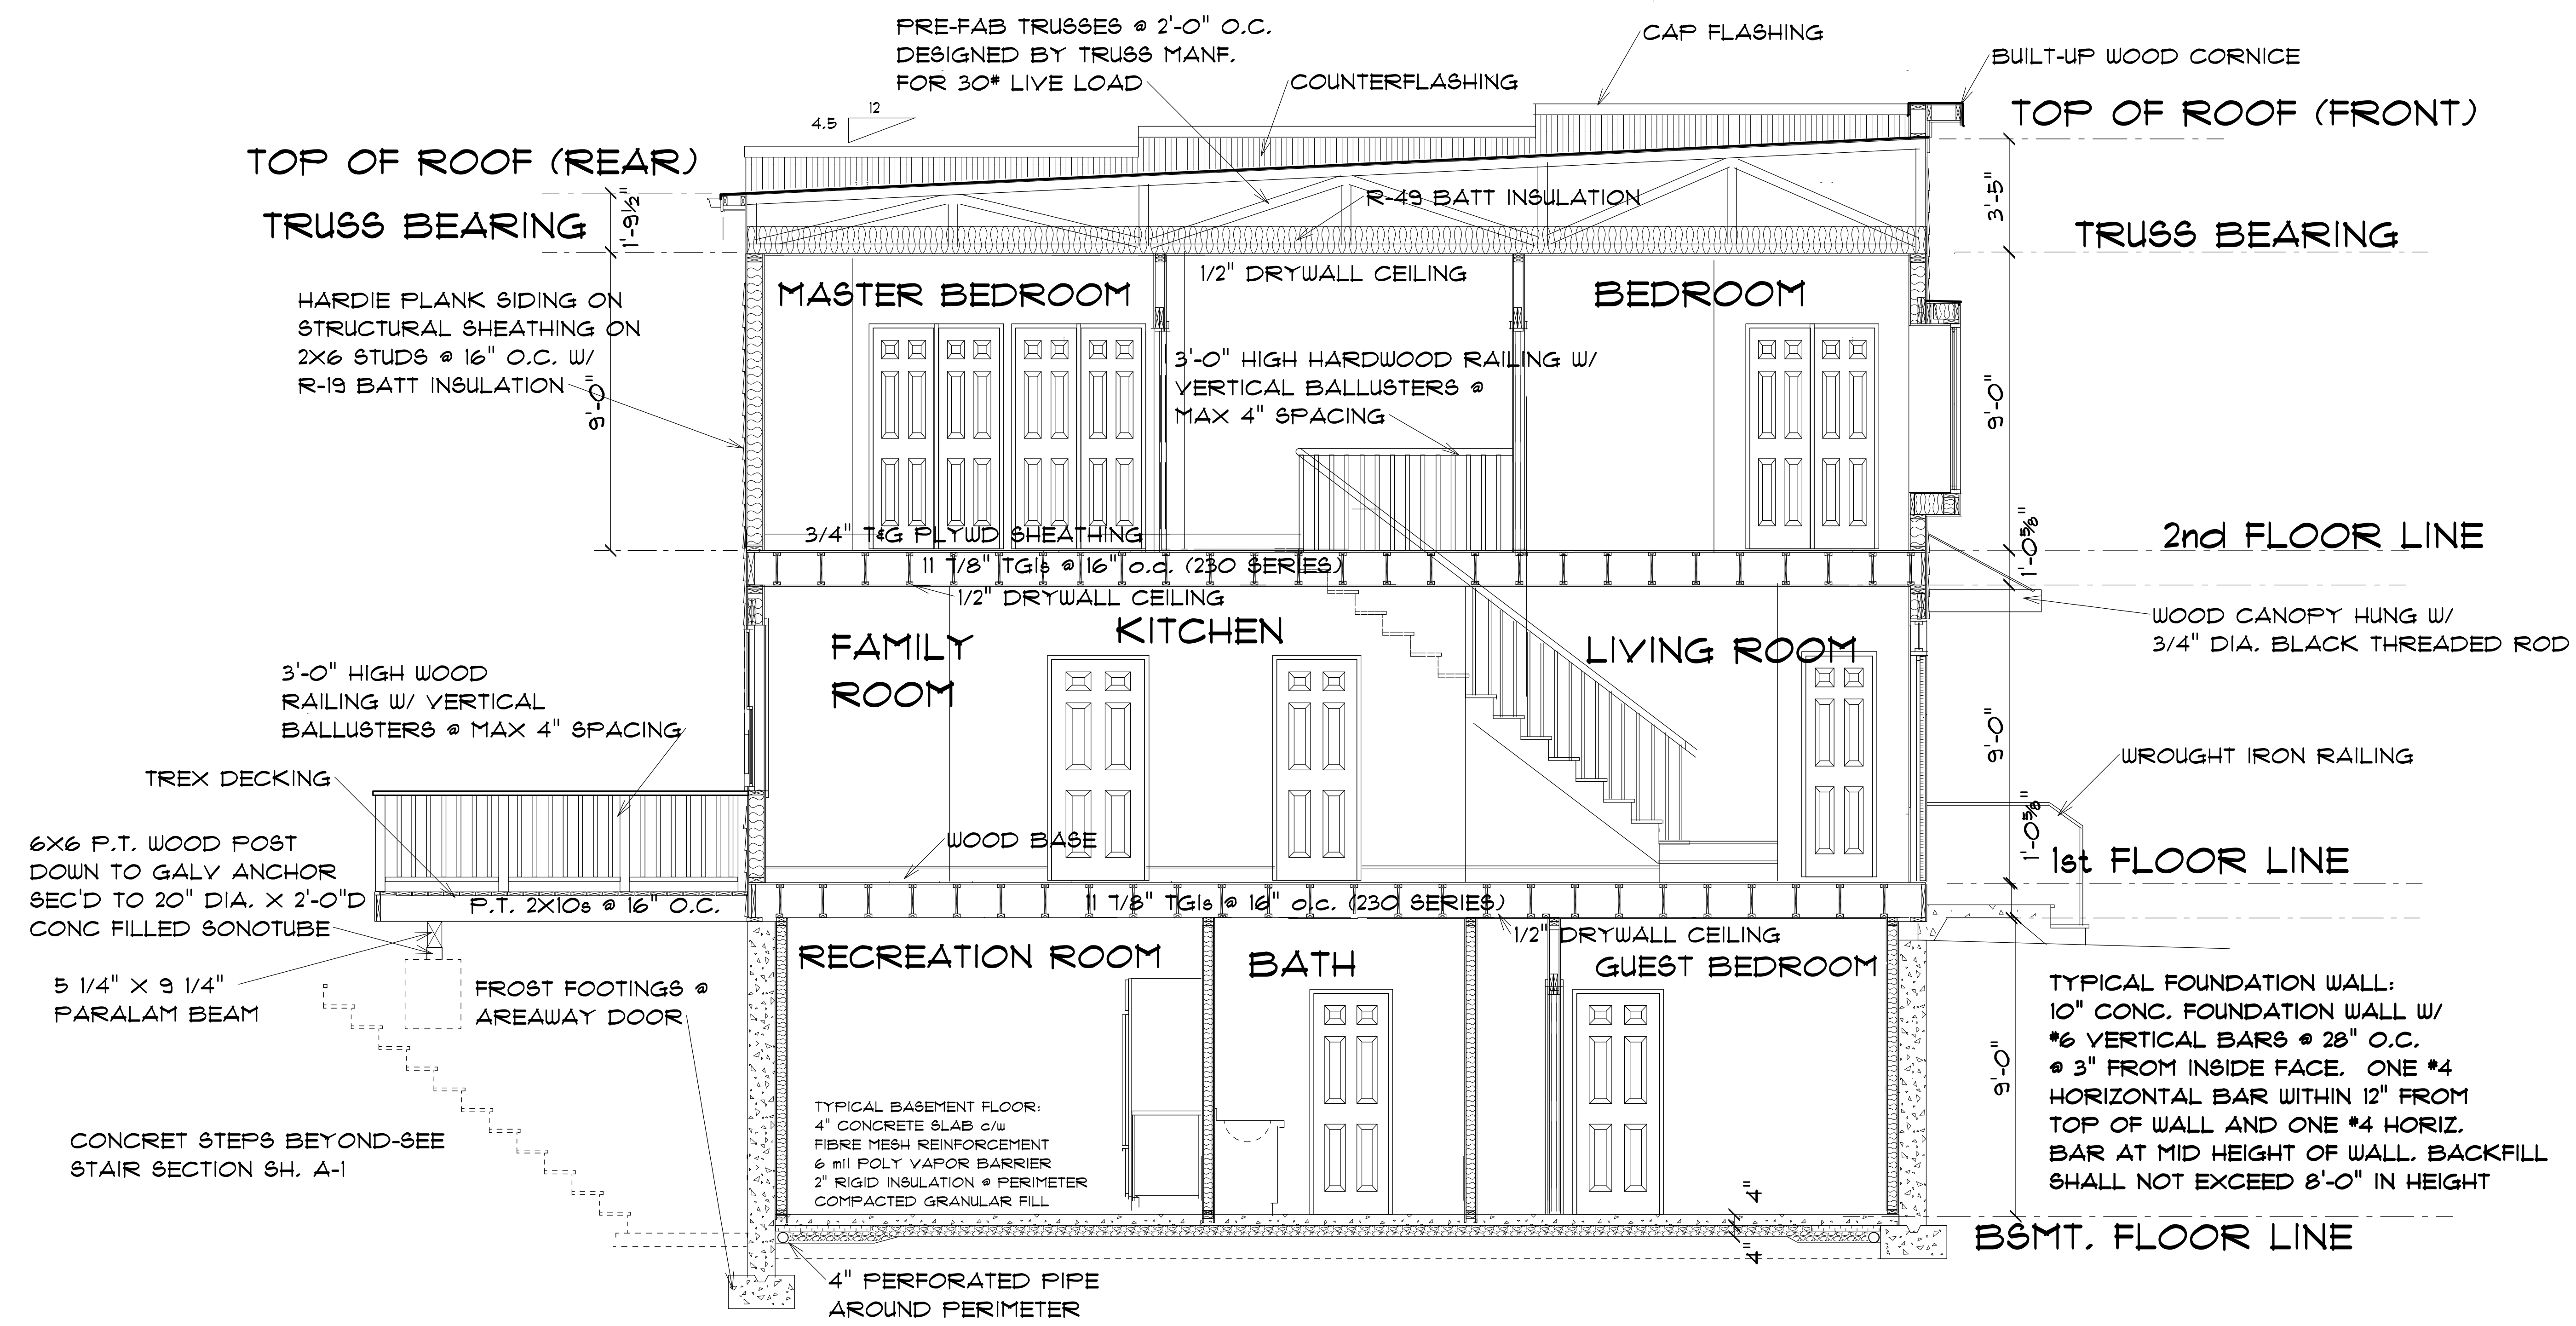 PRE-FAB TRUSSES @ 2'-0" O.C.
DESIGNED BY TRUSS MANF.
FOR 30# LIVE LOAD
COUNTERFLASHING
CAP FLASHING
BUILT-UP WOOD CORNICE
12
4.5
TOP OF ROOF (REAR)
TOP OF ROOF (FRONT)
1'-9½"
3'-5"
TRUSS BEARING
TRUSS BEARING
R-49 BATT INSULATION
1/2" DRYWALL CEILING
MASTER BEDROOM
BEDROOM
HARDIE PLANK SIDING ON
STRUCTURAL SHEATHING ON
2X6 STUDS @ 16" O.C. W/
R-19 BATT INSULATION
9'-0"
9'-0"
3'-0" HIGH HARDWOOD RAILING W/
VERTICAL BALLUSTERS @
MAX 4" SPACING
3/4" T&G PLYWD SHEATHING
11 7/8" TGIs @ 16" o.c. (230 SERIES)
1/2" DRYWALL CEILING
1'-0⅝"
2nd FLOOR LINE
WOOD CANOPY HUNG W/
3/4" DIA. BLACK THREADED ROD
FAMILY
ROOM
KITCHEN
LIVING ROOM
3'-0" HIGH WOOD
RAILING W/ VERTICAL
BALLUSTERS @ MAX 4" SPACING
9'-0"
WROUGHT IRON RAILING
TREX DECKING
6X6 P.T. WOOD POST
DOWN TO GALV ANCHOR
SEC'D TO 20" DIA. X 2'-0"D
CONC FILLED SONOTUBE
WOOD BASE
1'-0⅝"
1st FLOOR LINE
P.T. 2X10s @ 16" O.C.
11 7/8" TGIs @ 16" o.c. (230 SERIES)
1/2" DRYWALL CEILING
RECREATION ROOM
BATH
GUEST BEDROOM
5 1/4" X 9 1/4"
PARALAM BEAM
FROST FOOTINGS @
AREAWAY DOOR
TYPICAL FOUNDATION WALL:
10" CONC. FOUNDATION WALL W/
#6 VERTICAL BARS @ 28" O.C.
@ 3" FROM INSIDE FACE. ONE #4
HORIZONTAL BAR WITHIN 12" FROM
TOP OF WALL AND ONE #4 HORIZ.
BAR AT MID HEIGHT OF WALL. BACKFILL
SHALL NOT EXCEED 8'-0" IN HEIGHT
9'-0"
TYPICAL BASEMENT FLOOR:
4" CONCRETE SLAB c/w
FIBRE MESH REINFORCEMENT
6 mil POLY VAPOR BARRIER
2" RIGID INSULATION @ PERIMETER
COMPACTED GRANULAR FILL
CONCRET STEPS BEYOND-SEE
STAIR SECTION SH. A-1
4"
4"
BSMT. FLOOR LINE
4" PERFORATED PIPE
AROUND PERIMETER